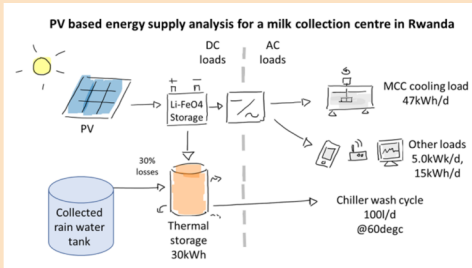 PV based energy supply analysis for a milk collection centre in Rwanda
DC
loads
AC
loads
PV
Li-FeO4
Storage
MCC cooling load
47kWh/d
Other loads
5.0kWk/d,
15kWh/d
30%
losses
Collected
rain water
tank
Thermal
storage
30kWh
Chiller wash cycle
100l/d
@60degc